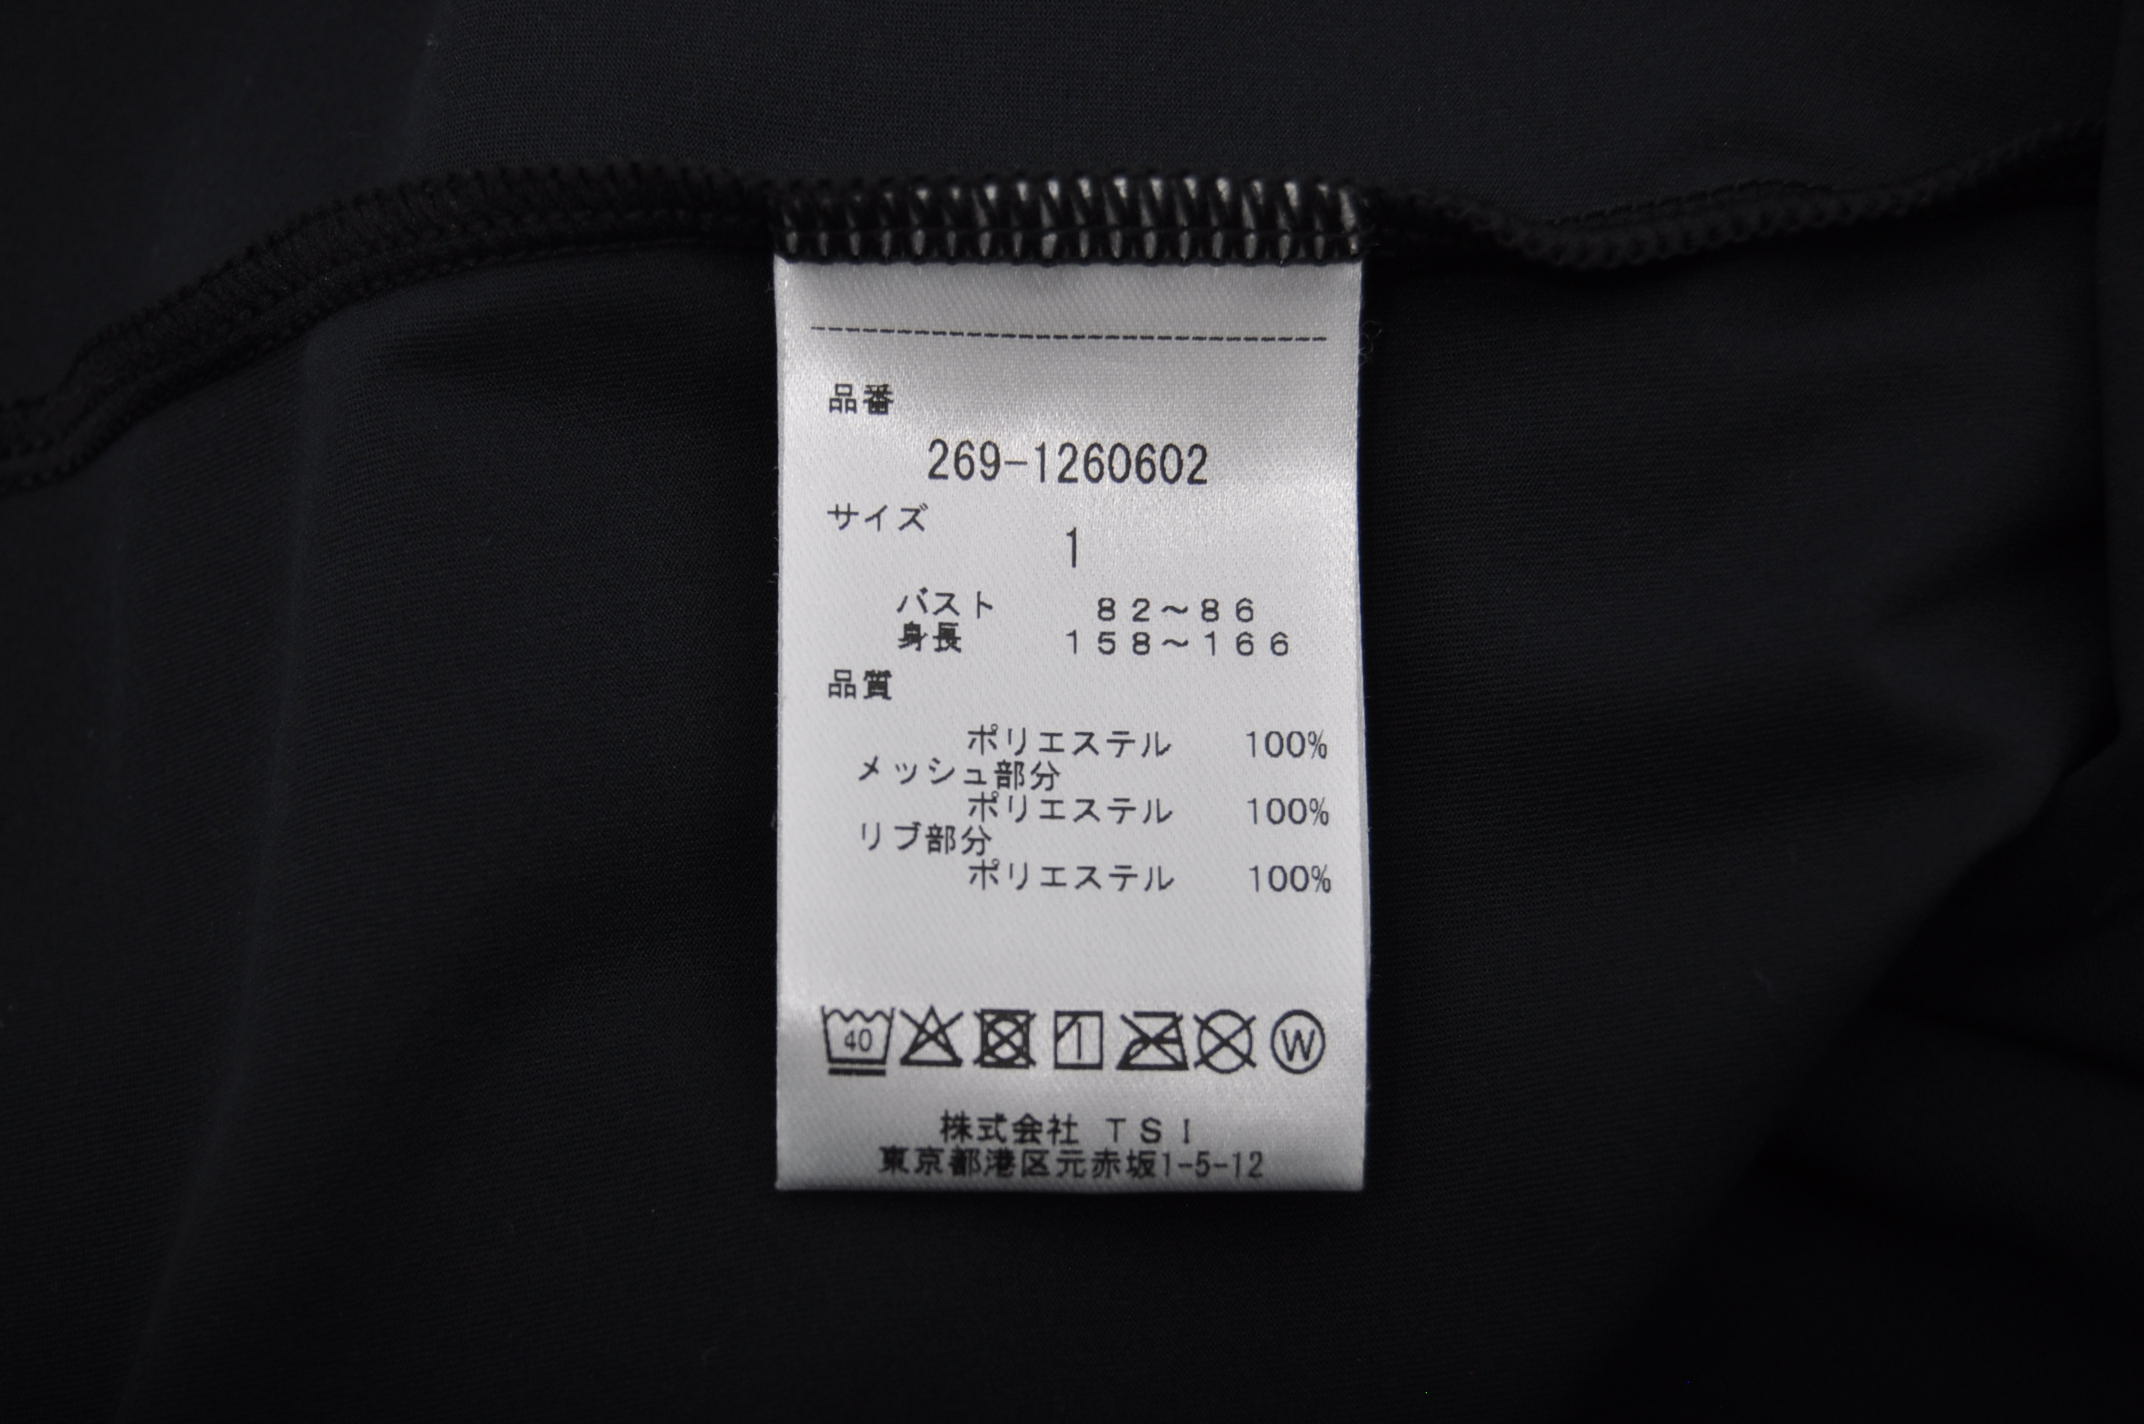 品番
269-1260602
サイズ
1
バスト 82～86
身長 158～166
品質
ポリエステル 100%
メッシュ部分
ポリエステル 100%
リブ部分
ポリエステル 100%
40 W
株式会社 TSI
東京都港区元赤坂1-5-12